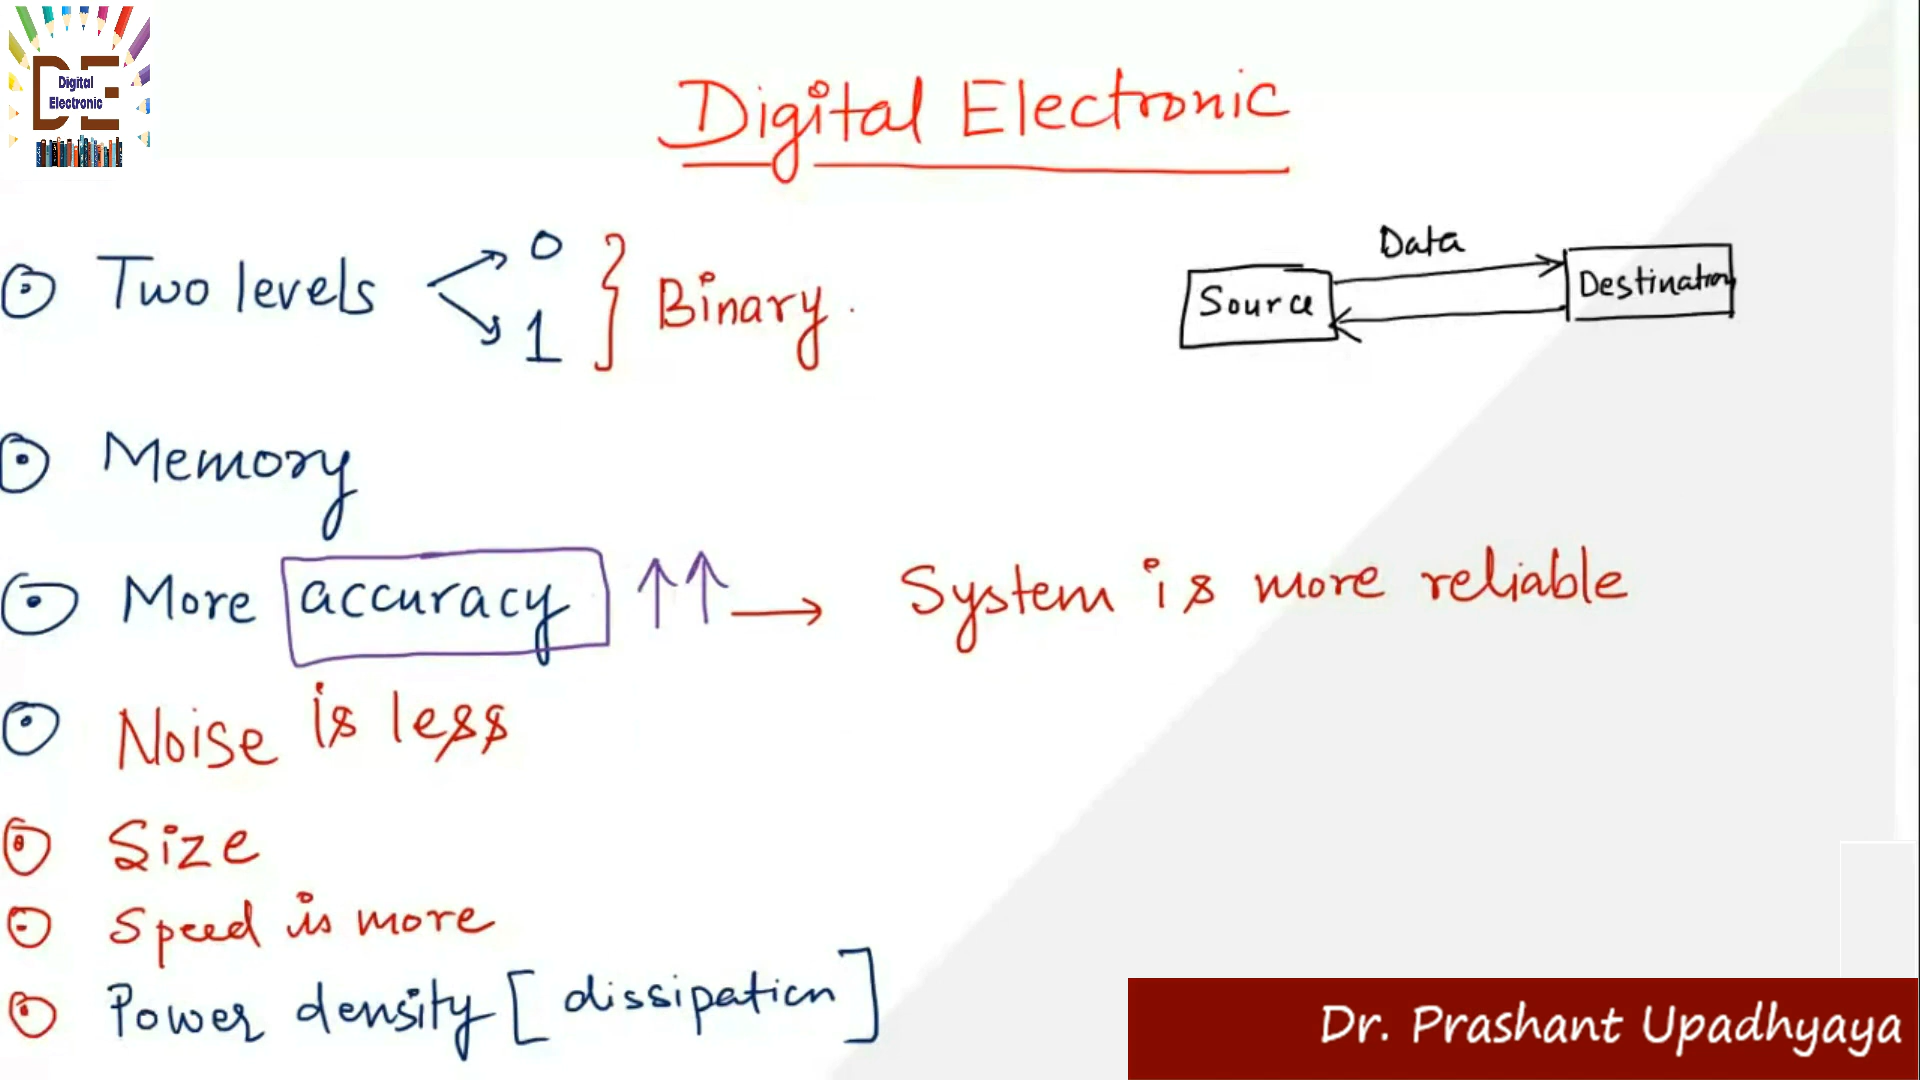 DE
Digital
Electronic
Digital Electronic
Two levels 0 1 } Binary.
Data
Source Destination
Memory
More accuracy ↑↑ → System is more reliable
Noise is less
Size
Speed is more
Power density [dissipation]
Dr. Prashant Upadhyaya